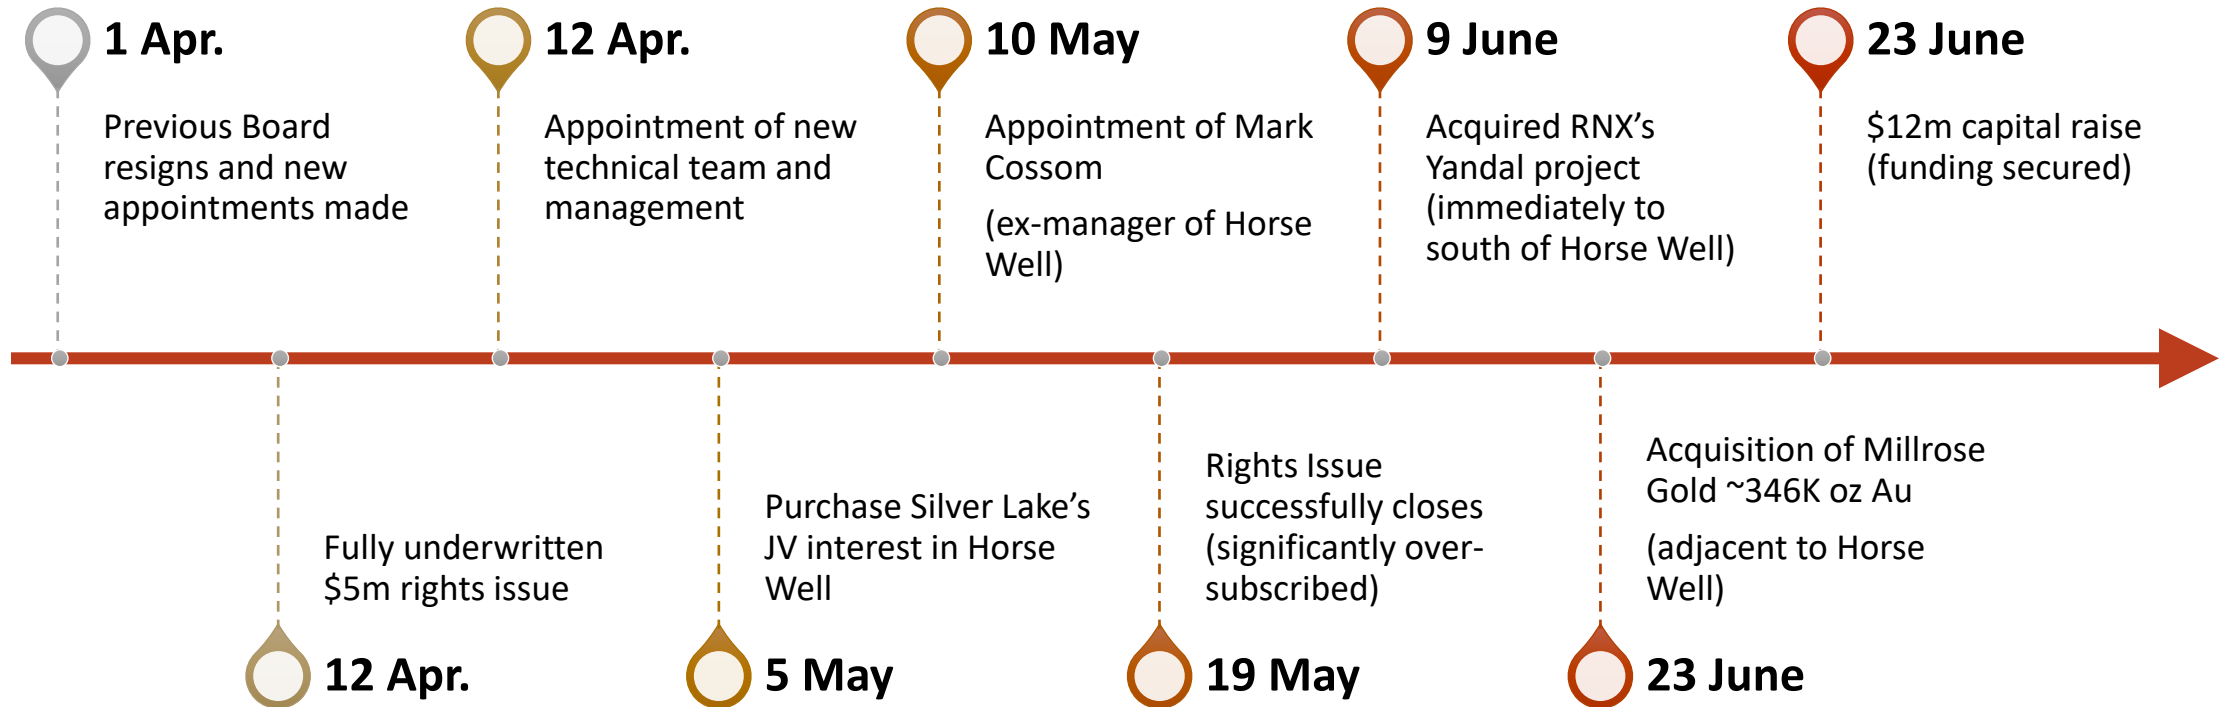 1 Apr.
Previous Board
resigns and new
appointments made
12 Apr.
Fully underwritten
$5m rights issue
12 Apr.
Appointment of new
technical team and
management
5 May
Purchase Silver Lake’s
JV interest in Horse
Well
10 May
Appointment of Mark
Cossom
(ex-manager of Horse
Well)
19 May
Rights Issue
successfully closes
(significantly over-
subscribed)
9 June
Acquired RNX’s
Yandal project
(immediately to
south of Horse Well)
23 June
Acquisition of Millrose
Gold ~346K oz Au
(adjacent to Horse
Well)
23 June
$12m capital raise
(funding secured)